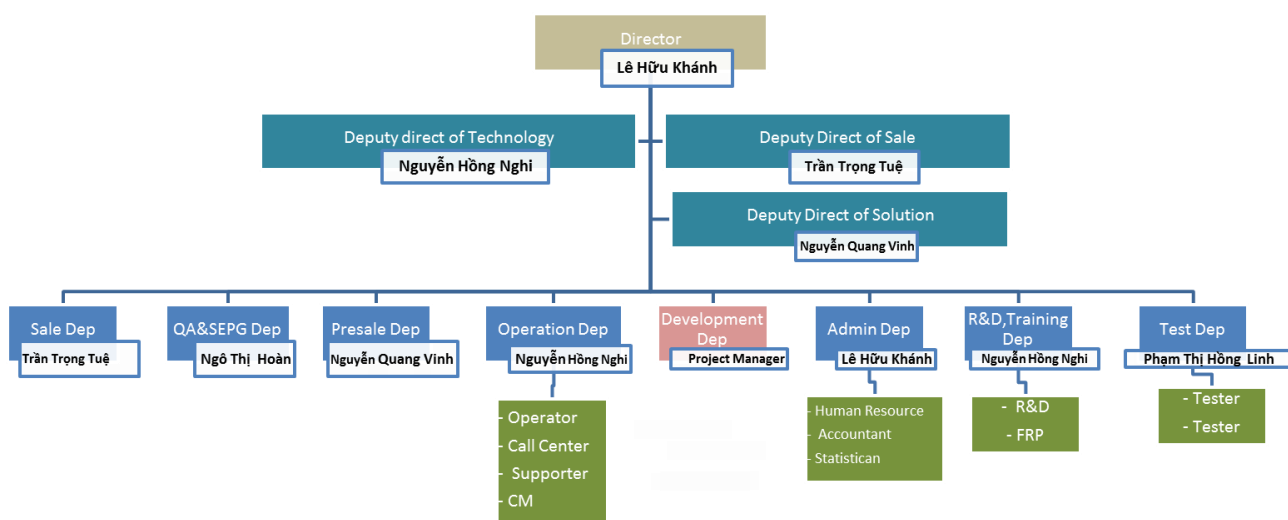 Director
Lê Hữu Khánh
Deputy direct of Technology
Nguyễn Hồng Nghi
Deputy Direct of Sale
Trần Trọng Tuệ
Deputy Direct of Solution
Nguyễn Quang Vinh
Sale Dep
Trần Trọng Tuệ
QA&SEPG Dep
Ngô Thị Hoàn
Presale Dep
Nguyễn Quang Vinh
Operation Dep
Nguyễn Hồng Nghi
- Operator
- Call Center
- Supporter
- CM
Development
Dep
Project Manager
Admin Dep
Lê Hữu Khánh
- Human Resource
- Accountant
- Statistican
R&D,Training
Dep
Nguyễn Hồng Nghi
- R&D
- FRP
Test Dep
Phạm Thị Hồng Linh
- Tester
- Tester